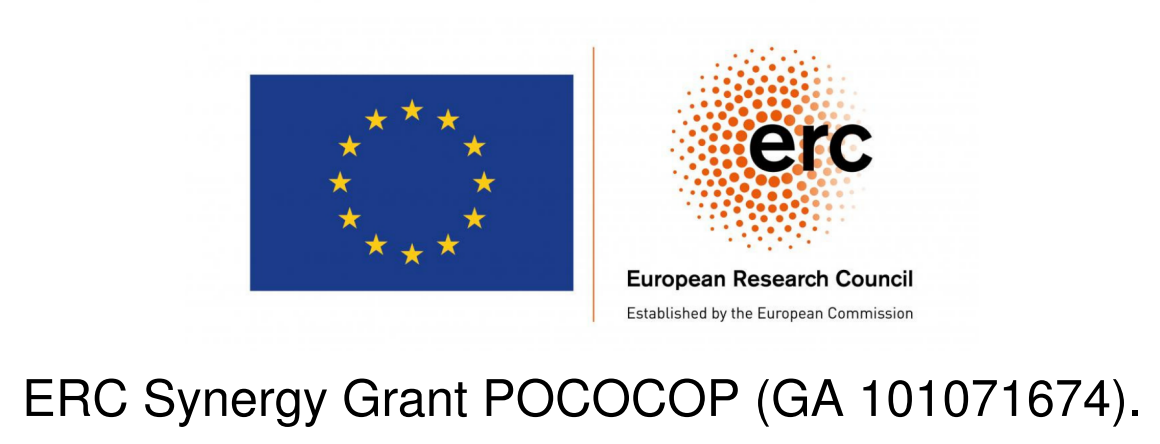 erc
European Research Council
Established by the European Commission
ERC Synergy Grant POCOCOP (GA 101071674).